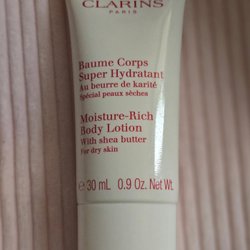 CLARINS
Baume Corps
Super Hydratant
Au beurre de karité
Spécial peaux sèches
Moisture-Rich
Body Lotion
With shea butter
For dry skin
e 30 mL 0.9 Oz. Net Wt.